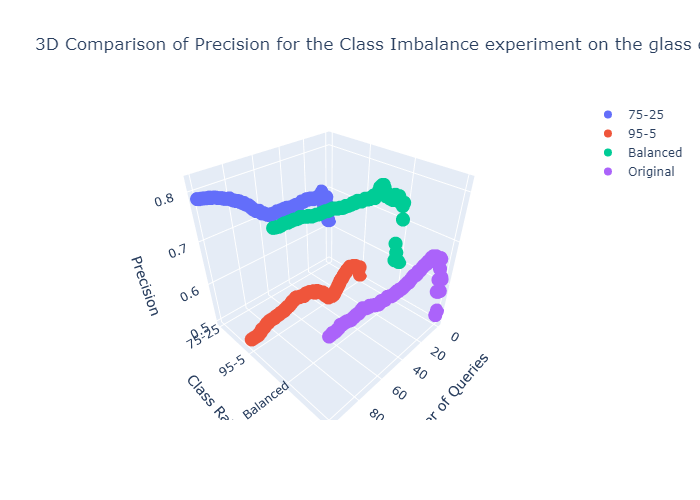 3D Comparison of Precision for the Class Imbalance experiment on the glass
75-25
95-5
Balanced
Original
0.8
0.7
0.6
0.5
Precision
75-25
95-5
Balanced
Class
0
20
40
60
80
of Queries